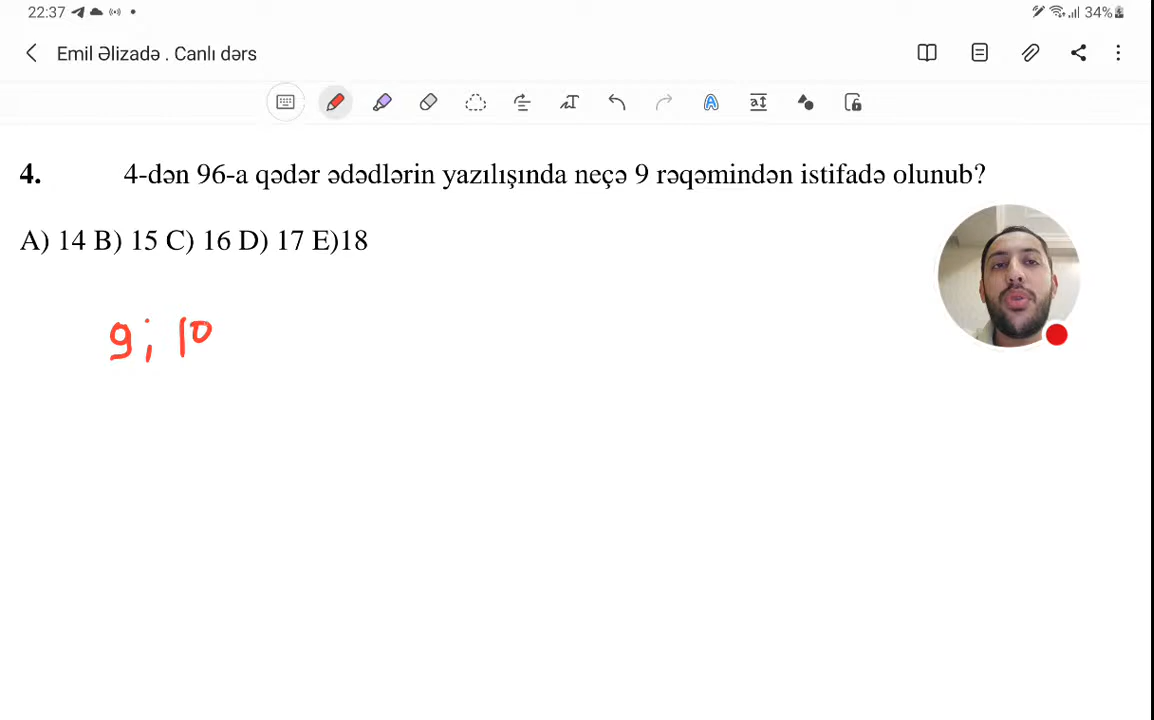 22:37 34%
Emil Əlizadə . Canlı dərs
4. 4-dən 96-a qədər ədədlərin yazılışında neçə 9 rəqəmindən istifadə olunub?
A) 14 B) 15 C) 16 D) 17 E)18
9; 10